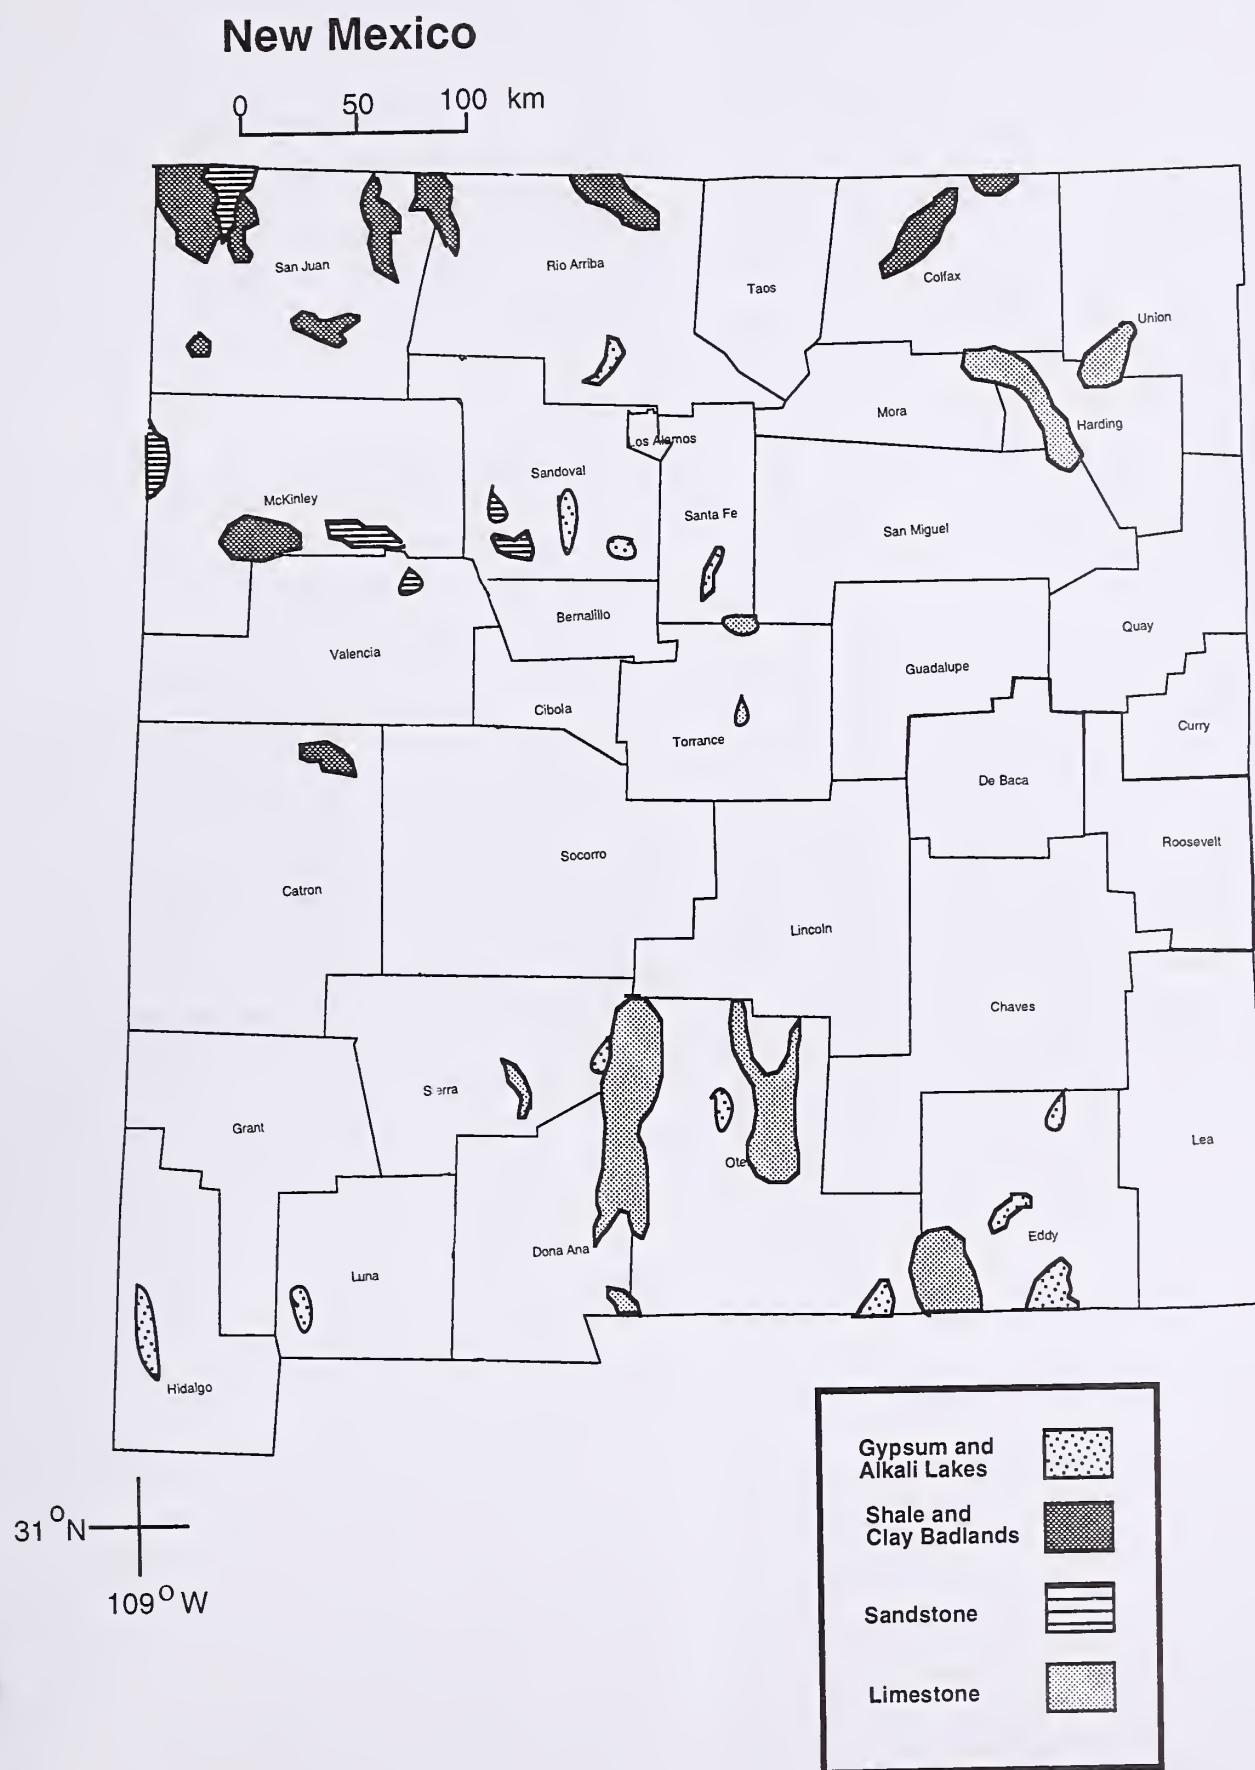 New Mexico
0 50 100 km
San Juan
Rio Arriba
Taos
Colfax
Union
Mora
Harding
Los Alamos
Sandoval
McKinley
Santa Fe
San Miguel
Bernalillo
Quay
Valencia
Guadalupe
Cibola
Torrance
Curry
De Baca
Roosevelt
Socorro
Catron
Lincoln
Chaves
Sierra
Grant
Lea
Ote
Eddy
Dona Ana
Luna
Hidalgo
Gypsum and
Alkali Lakes
Shale and
Clay Badlands
Sandstone
Limestone
31°N
109°W